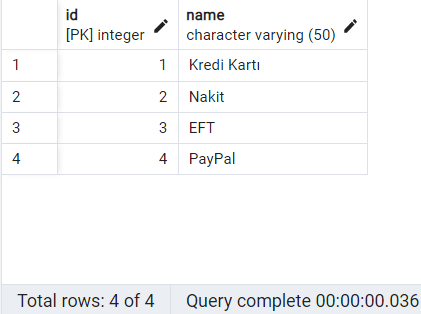 id name
[PK] integer character varying (50)
1 1 Kredi Kartı
2 2 Nakit
3 3 EFT
4 4 PayPal
Total rows: 4 of 4 Query complete 00:00:00.036